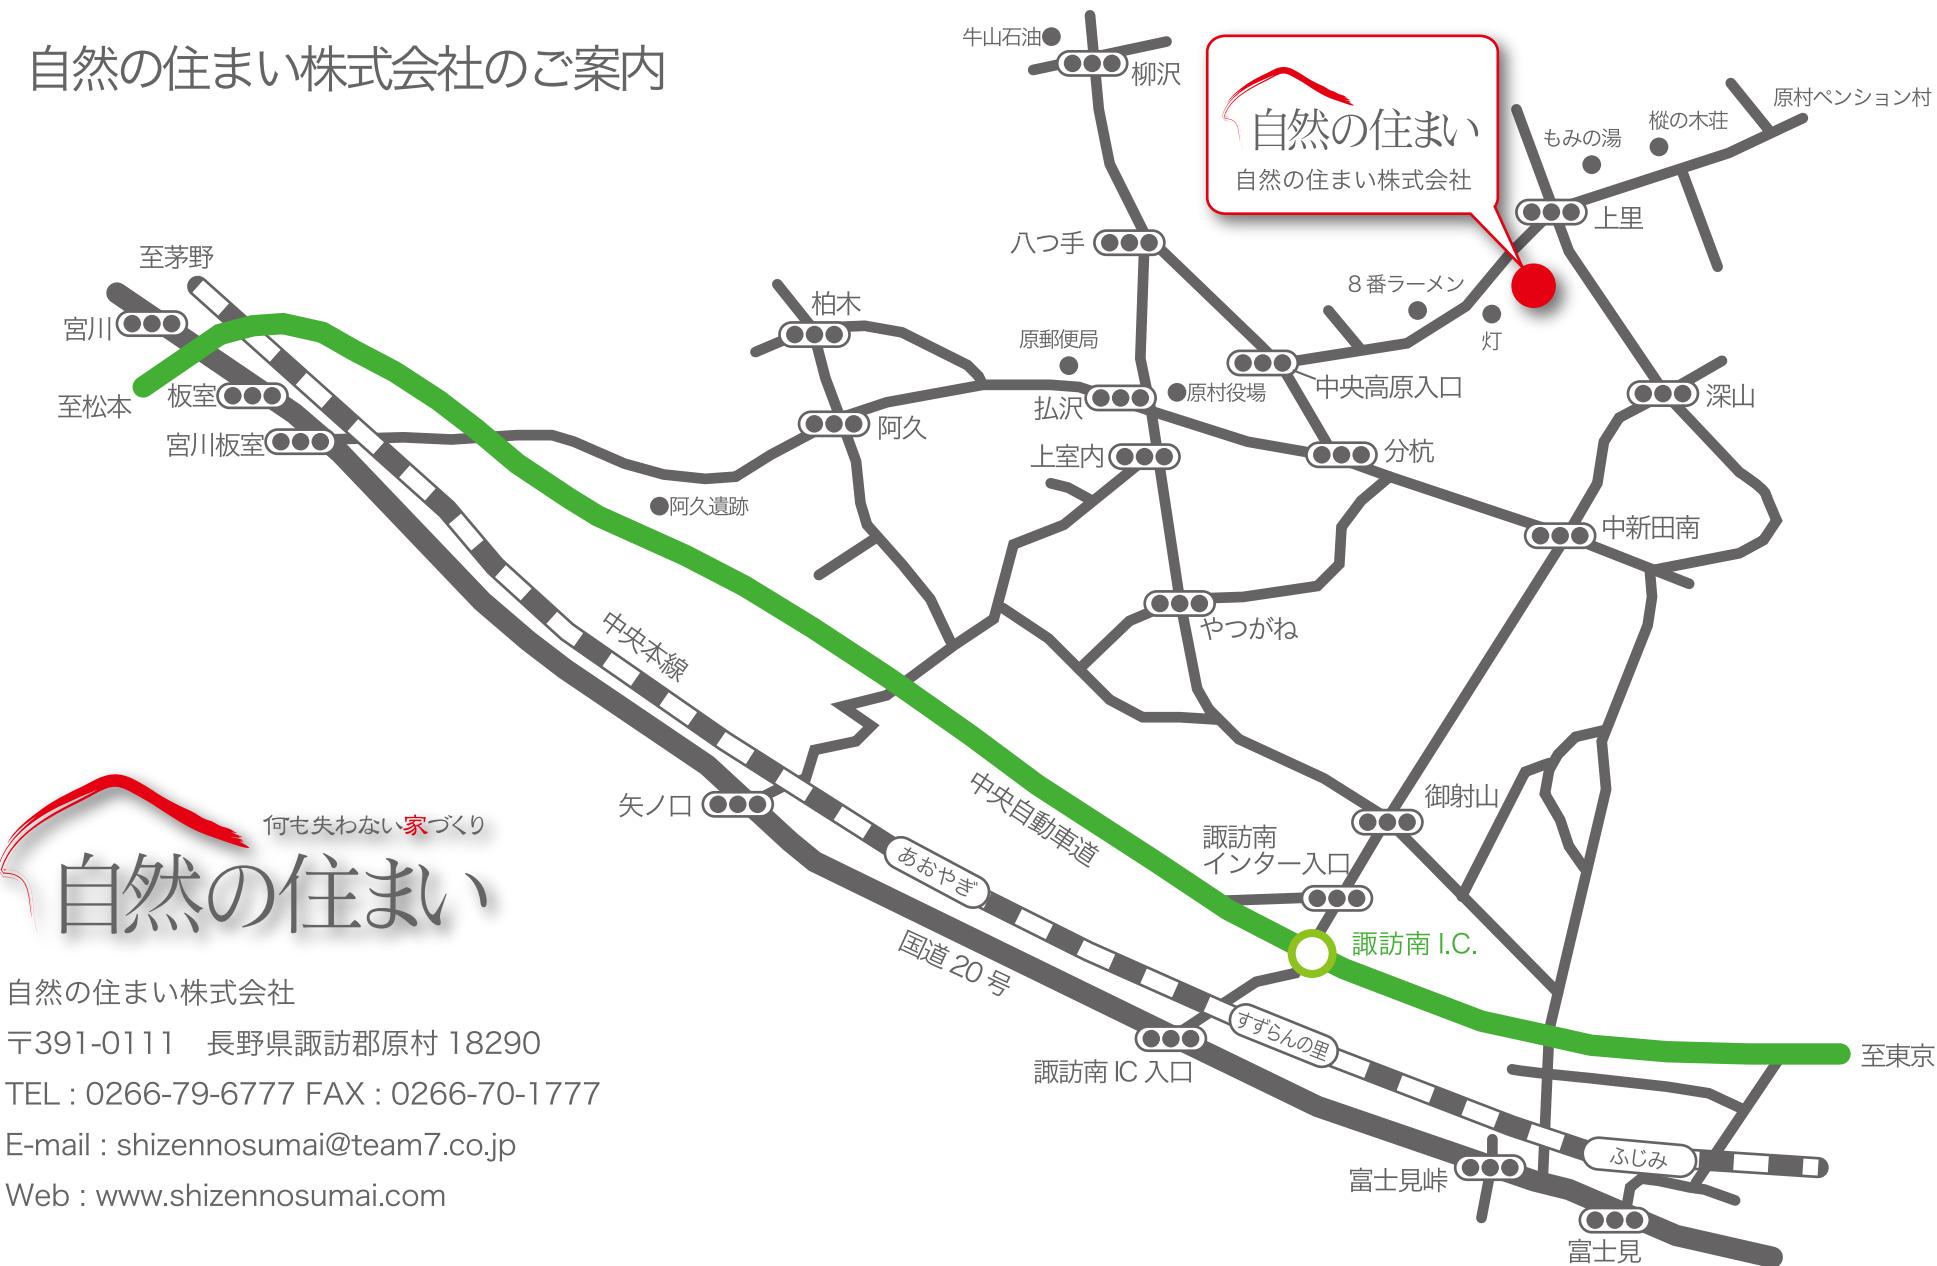 自然の住まい株式会社のご案内
牛山石油
柳沢
自然の住まい
自然の住まい株式会社
もみの湯
樅の木荘
原村ペンション村
上里
八つ手
至茅野
宮川
至松本
板室
宮川板室
柏木
原郵便局
払沢
原村役場
8番ラーメン
灯
中央高原入口
深山
阿久
上室内
分杭
阿久遺跡
中新田南
やつがね
中央本線
矢ノ口
中央自動車道
御射山
諏訪南
インター入口
あおやぎ
国道20号
諏訪南 I.C.
すずらんの里
諏訪南 IC 入口
至東京
ふじみ
富士見峠
富士見
何も失わない家づくり
自然の住まい
自然の住まい株式会社
〒391-0111　長野県諏訪郡原村 18290
TEL : 0266-79-6777 FAX : 0266-70-1777
E-mail : shizennosumai@team7.co.jp
Web : www.shizennosumai.com